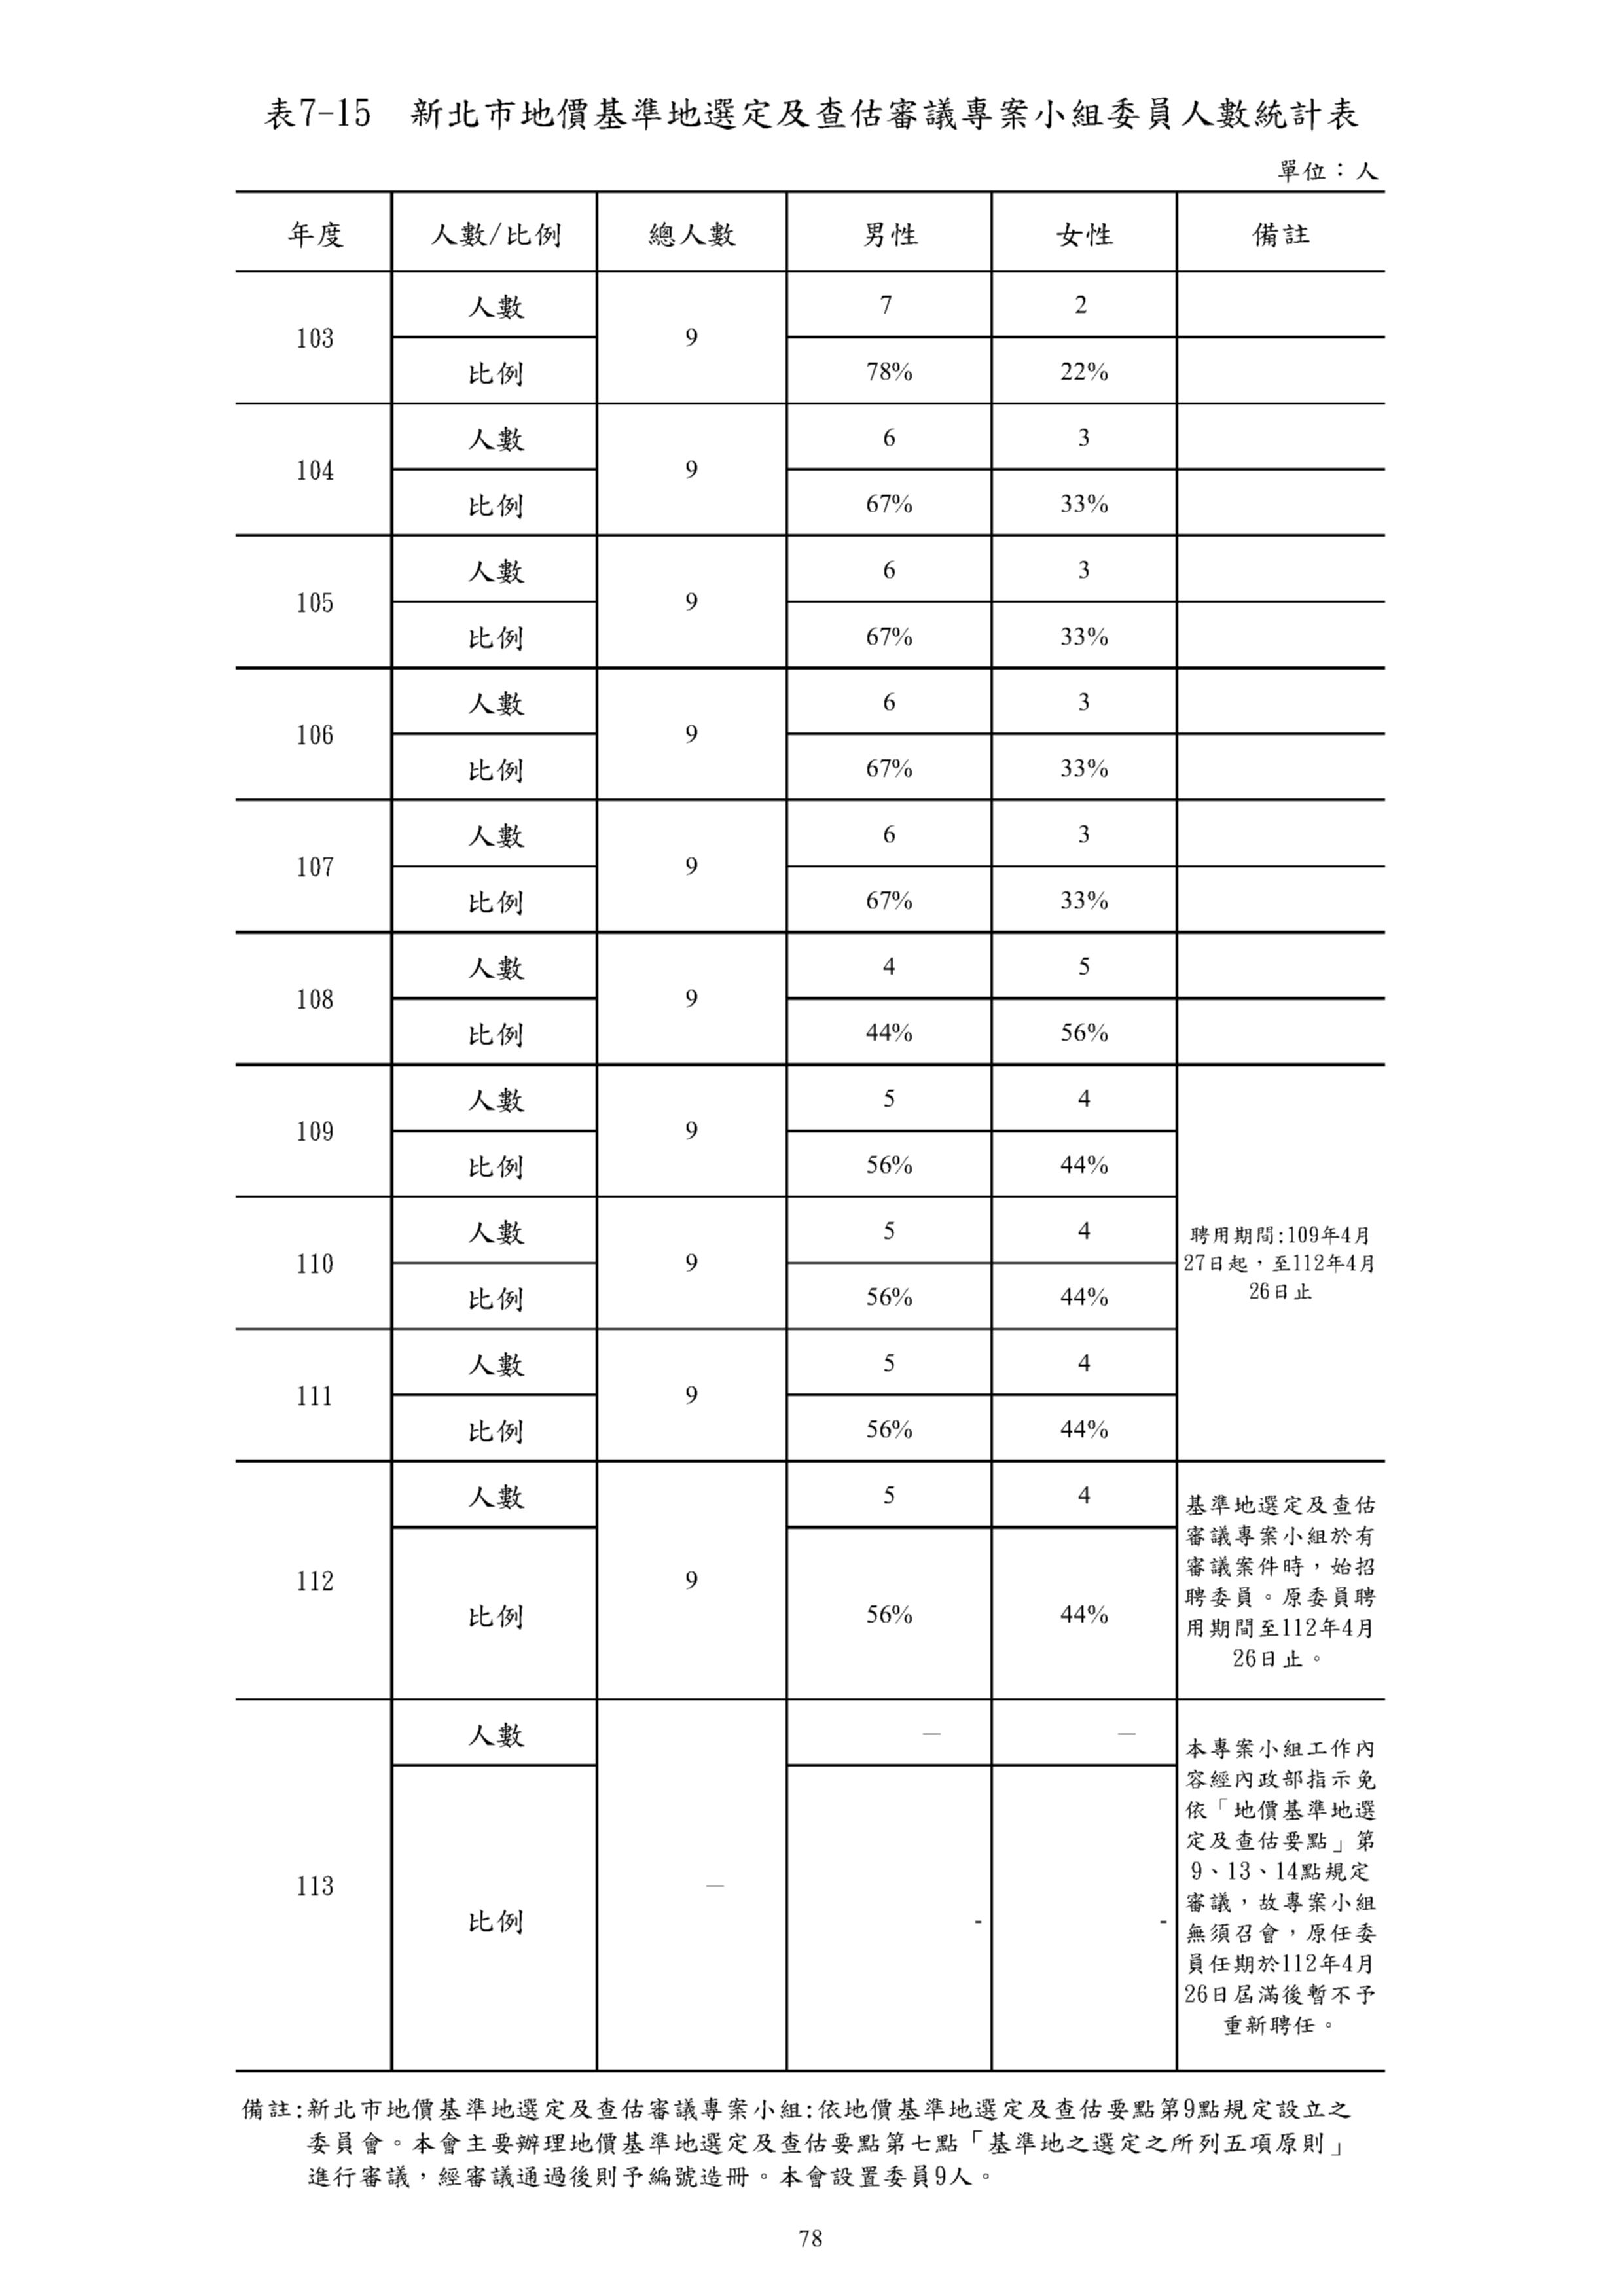 表7-15　新北市地價基準地選定及查估審議專案小組委員人數統計表
單位：人
年度 人數/比例 總人數 男性 女性 備註
103 人數 9 7 2
比例 78% 22%
104 人數 9 6 3
比例 67% 33%
105 人數 9 6 3
比例 67% 33%
106 人數 9 6 3
比例 67% 33%
107 人數 9 6 3
比例 67% 33%
108 人數 9 4 5
比例 44% 56%
109 人數 9 5 4
比例 56% 44%
110 人數 9 5 4
比例 56% 44%
111 人數 9 5 4
比例 56% 44%
聘用期間:109年4月
27日起，至112年4月
26日止
112 人數 9 5 4
比例 56% 44%
基準地選定及查估
審議專案小組於有
審議案件時，始招
聘委員。原委員聘
用期間至112年4月
26日止。
113 人數 — — —
比例 - -
本專案小組工作內
容經內政部指示免
依「地價基準地選
定及查估要點」第
9、13、14點規定
審議，故專案小組
無須召會，原任委
員任期於112年4月
26日屆滿後暫不予
重新聘任。
備註:新北市地價基準地選定及查估審議專案小組:依地價基準地選定及查估要點第9點規定設立之
委員會。本會主要辦理地價基準地選定及查估要點第七點「基準地之選定之所列五項原則」
進行審議，經審議通過後則予編號造冊。本會設置委員9人。
78